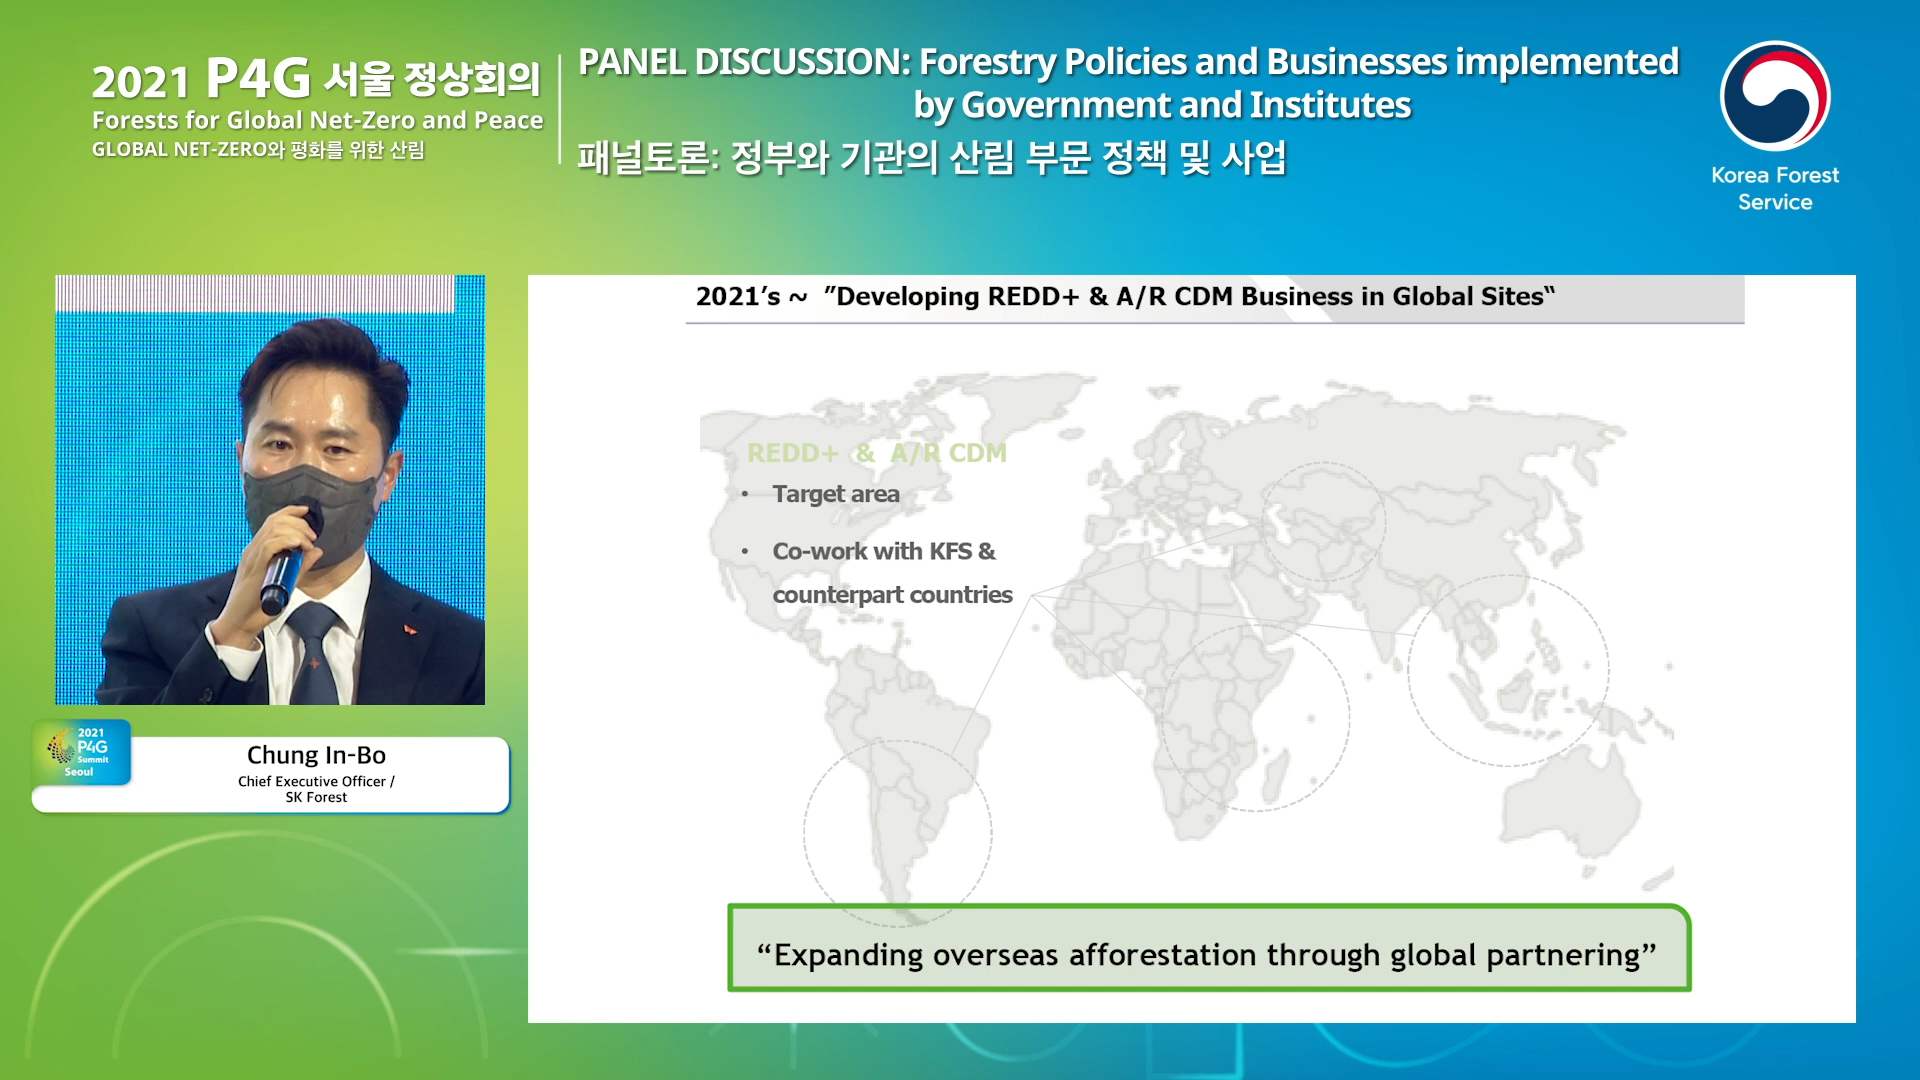 2021 P4G 서울 정상회의
Forests for Global Net-Zero and Peace
GLOBAL NET-ZERO와 평화를 위한 산림
PANEL DISCUSSION: Forestry Policies and Businesses implemented
by Government and Institutes
패널토론: 정부와 기관의 산림 부문 정책 및 사업
Korea Forest
Service
2021's ~ "Developing REDD+ & A/R CDM Business in Global Sites“
REDD+ & A/R CDM
• Target area
• Co-work with KFS &
counterpart countries
“Expanding overseas afforestation through global partnering”
2021
P4G
Summit
Seoul
Chung In-Bo
Chief Executive Officer /
SK Forest